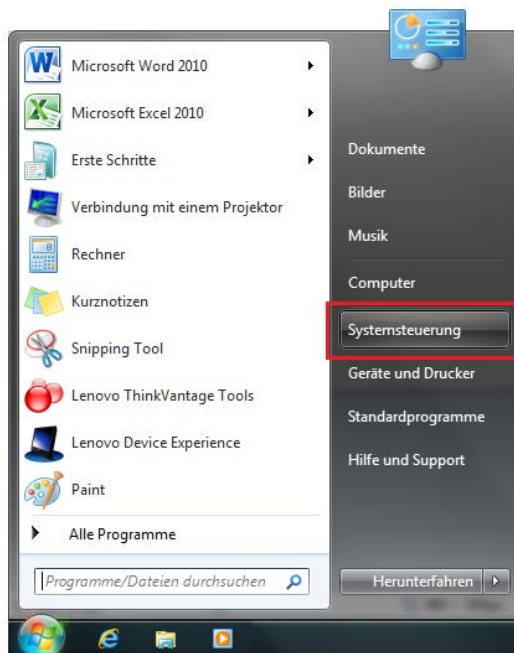 Microsoft Word 2010
Microsoft Excel 2010
Erste Schritte
Verbindung mit einem Projektor
Rechner
Kurznotizen
Snipping Tool
Lenovo ThinkVantage Tools
Lenovo Device Experience
Paint
Alle Programme
Programme/Dateien durchsuchen
Dokumente
Bilder
Musik
Computer
Systemsteuerung
Geräte und Drucker
Standardprogramme
Hilfe und Support
Herunterfahren